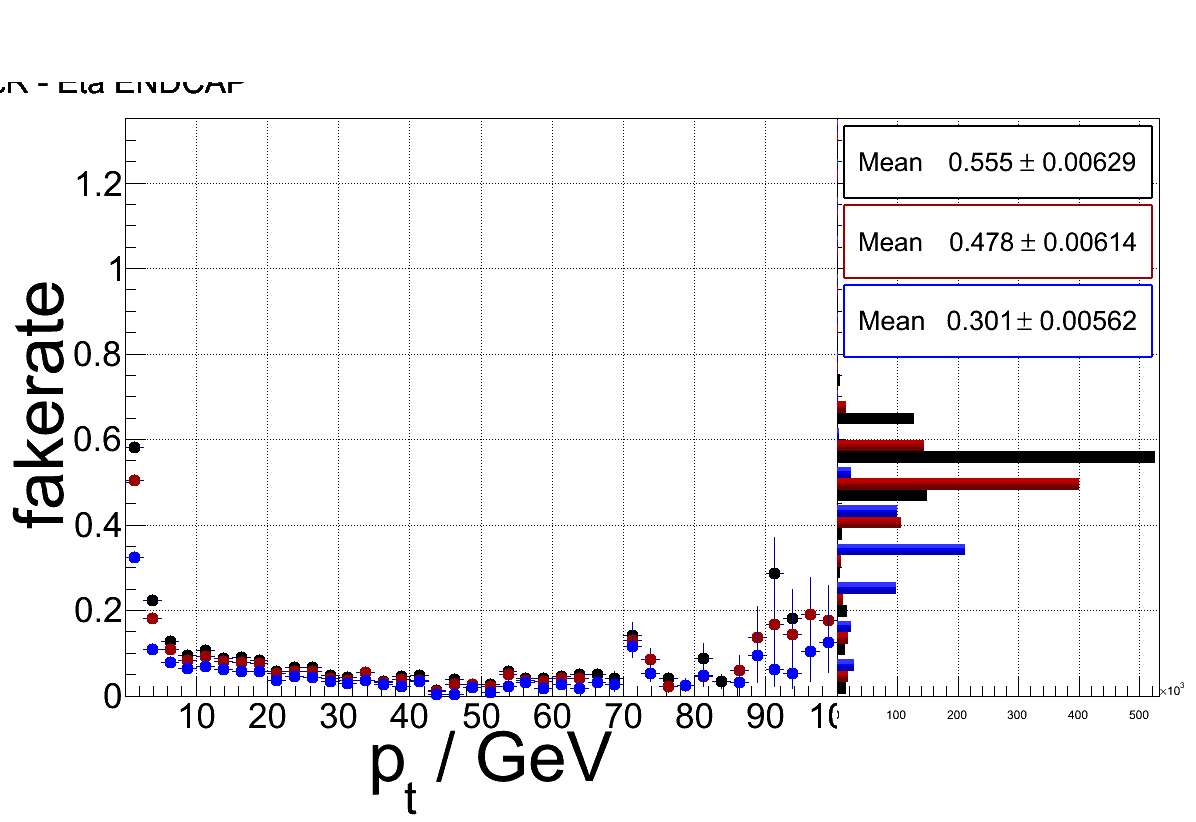 - Eta ENDCAP
fakerate
1.2
1
0.8
0.6
0.4
0.2
0
10 20 30 40 50 60 70 80 90
p_t / GeV
Mean 0.555 ± 0.00629
Mean 0.478 ± 0.00614
Mean 0.301 ± 0.00562
0 100 200 300 400 500
×10³